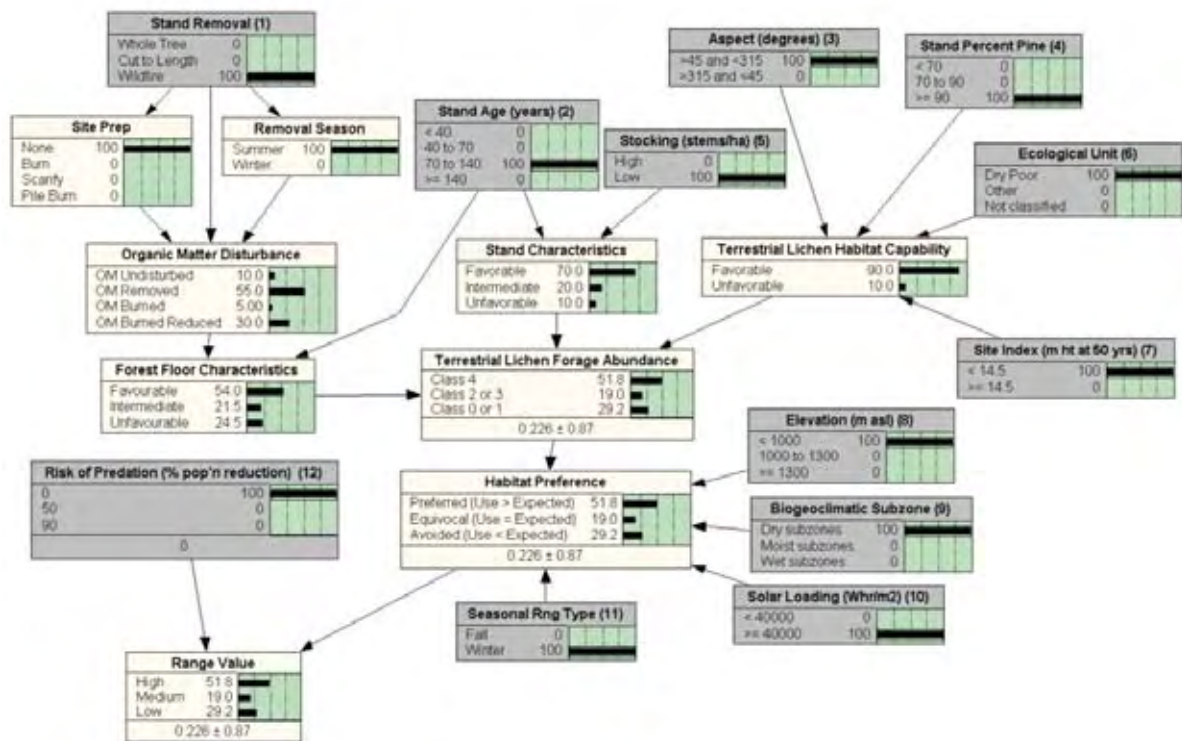 Stand Removal (1)
Whole Tree 0
Cut to Length 0
Wildfire 100
Aspect (degrees) (3)
>45 and <315 100
>315 and <45 0
Stand Percent Pine (4)
< 70 0
70 to 90 0
>= 90 100
Site Prep
None 100
Burn 0
Scarify 0
Pile Burn 0
Removal Season
Summer 100
Winter 0
Stand Age (years) (2)
< 40 0
40 to 70 0
70 to 140 100
>= 140 0
Stocking (stems/ha) (5)
High 0
Low 100
Ecological Unit (6)
Dry Poor 100
Other 0
Not classified 0
Organic Matter Disturbance
OM Undisturbed 10.0
OM Removed 55.0
OM Burned 5.00
OM Burned Reduced 30.0
Stand Characteristics
Favorable 70.0
Intermediate 20.0
Unfavorable 10.0
Terrestrial Lichen Habitat Capability
Favorable 90.0
Unfavorable 10.0
Forest Floor Characteristics
Favourable 54.0
Intermediate 21.5
Unfavourable 24.5
Terrestrial Lichen Forage Abundance
Class 4 51.8
Class 2 or 3 19.0
Class 0 or 1 29.2
0.226 ± 0.87
Site Index (m ht at 50 yrs) (7)
< 14.5 100
>= 14.5 0
Elevation (m asl) (8)
< 1000 100
1000 to 1300 0
>= 1300 0
Risk of Predation (% pop'n reduction) (12)
0 100
50 0
90 0
0
Habitat Preference
Preferred (Use > Expected) 51.8
Equivocal (Use = Expected) 19.0
Avoided (Use < Expected) 29.2
0.226 ± 0.87
Biogeoclimatic Subzone (9)
Dry subzones 100
Moist subzones 0
Wet subzones 0
Solar Loading (Whr/m2) (10)
< 40000 0
>= 40000 100
Seasonal Rng Type (11)
Fall 0
Winter 100
Range Value
High 51.8
Medium 19.0
Low 29.2
0.226 ± 0.87